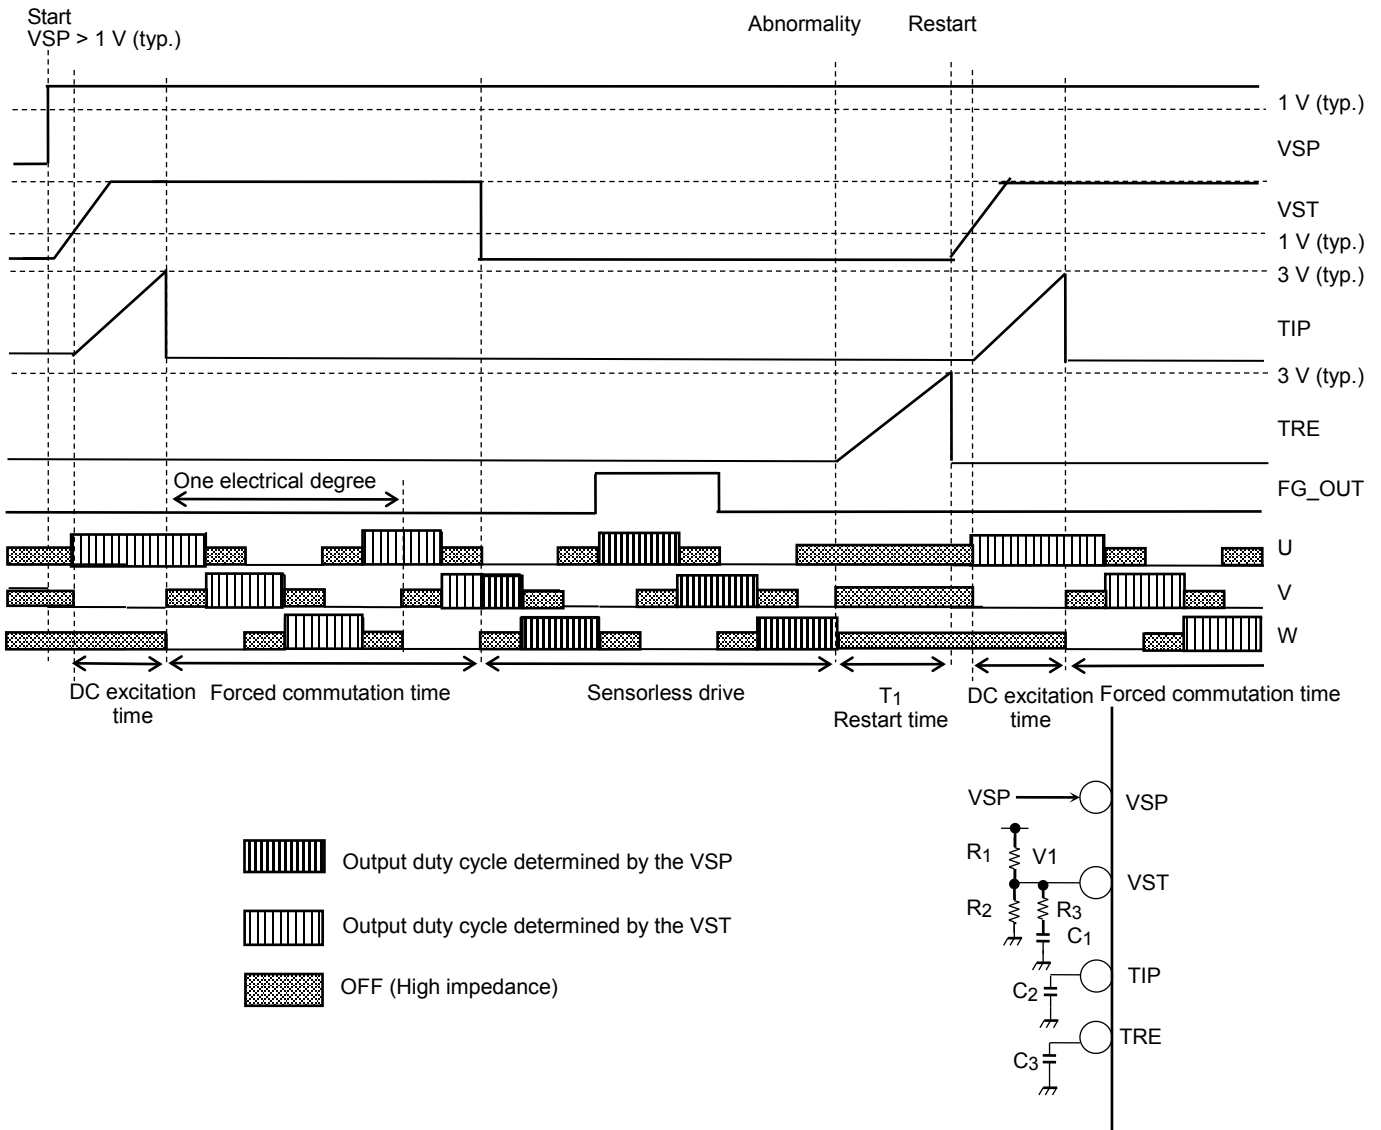 Start
VSP > 1 V (typ.)
Abnormality
Restart
1 V (typ.)
VSP
VST
1 V (typ.)
3 V (typ.)
TIP
3 V (typ.)
TRE
One electrical degree
FG_OUT
U
V
W
DC excitation
time
Forced commutation time
Sensorless drive
T1
Restart time
DC excitation
time
Forced commutation time
VSP
VSP
R1
V1
VST
R2
R3
C1
TIP
C2
TRE
C3
Output duty cycle determined by the VSP
Output duty cycle determined by the VST
OFF (High impedance)